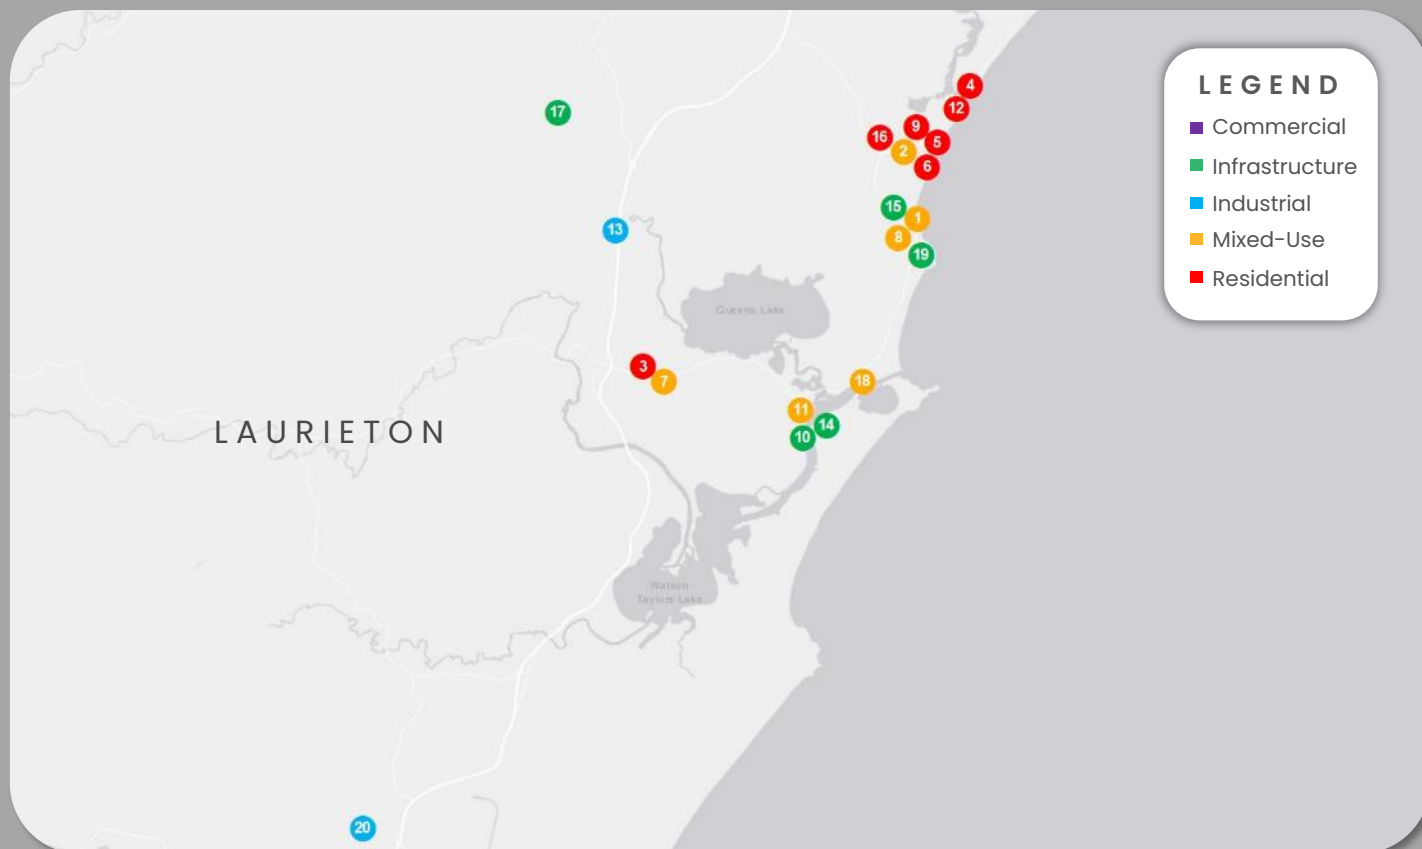 LEGEND
Commercial
Infrastructure
Industrial
Mixed-Use
Residential
4
12
17
9
16
5
2
6
15
1
13
8
19
Queens Lake
3
7
18
11
14
10
LAURIETON
Watson
Taylors Lake
20